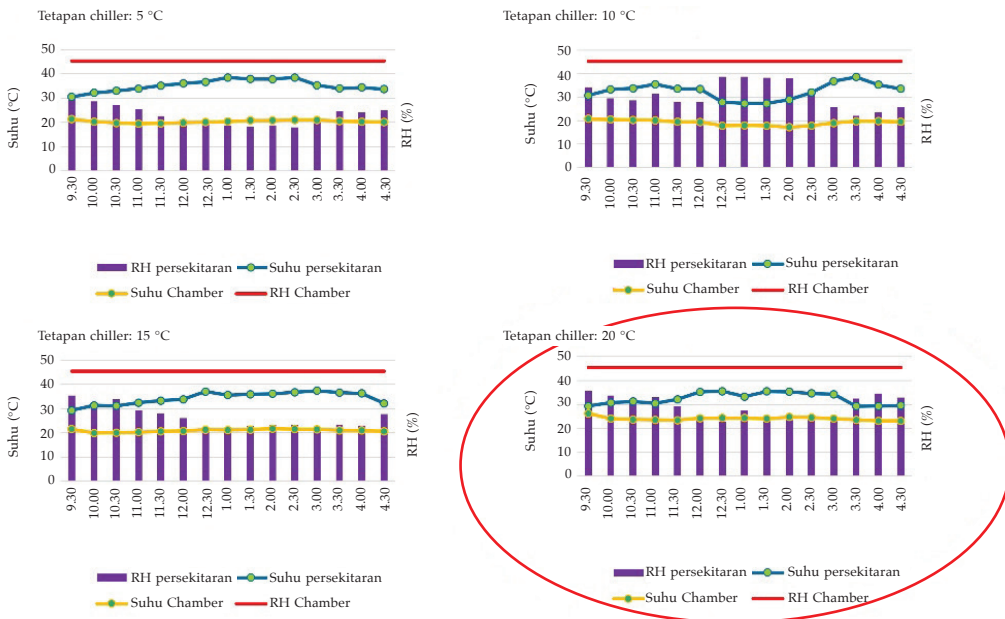 Tetapan chiller: 5 °C
50
40
30
20
10
0
Suhu (°C)
RH (%)
9.30 10.00 10.30 11.00 11.30 12.00 12.30 1.00 1.30 2.00 2.30 3.00 3.30 4.00 4.30
RH persekitaran Suhu persekitaran
Suhu Chamber RH Chamber
Tetapan chiller: 10 °C
50
40
30
20
10
0
Suhu (°C)
RH (%)
9.30 10.00 10.30 11.00 11.30 12.00 12.30 1.00 1.30 2.00 2.30 3.00 3.30 4.00 4.30
RH persekitaran Suhu persekitaran
Suhu Chamber RH Chamber
Tetapan chiller: 15 °C
50
40
30
20
10
0
Suhu (°C)
RH (%)
9.30 10.00 10.30 11.00 11.30 12.00 12.30 1.00 1.30 2.00 2.30 3.00 3.30 4.00 4.30
RH persekitaran Suhu persekitaran
Suhu Chamber RH Chamber
Tetapan chiller: 20 °C
50
40
30
20
10
0
Suhu (°C)
RH (%)
9.30 10.00 10.30 11.00 11.30 12.00 12.30 1.00 1.30 2.00 2.30 3.00 3.30 4.00 4.30
RH persekitaran Suhu persekitaran
Suhu Chamber RH Chamber